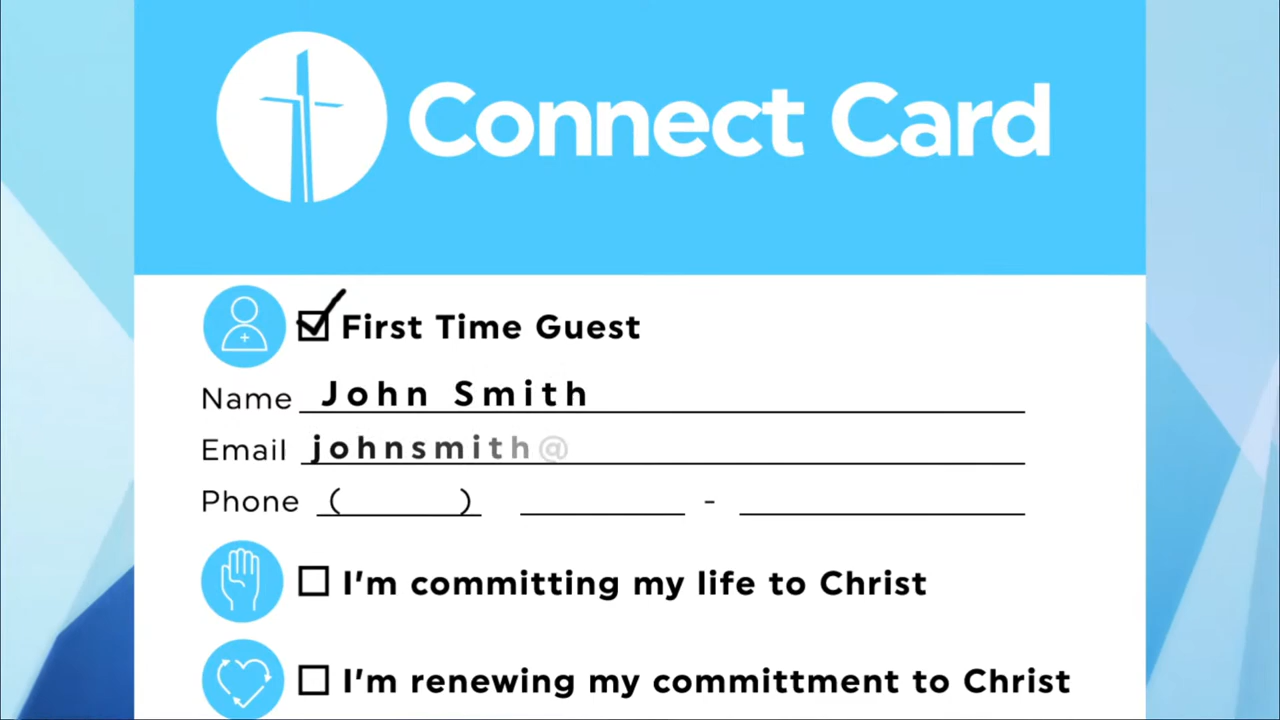 Connect Card
First Time Guest
Name John Smith
Email johnsmith@
Phone ( ) -
I'm committing my life to Christ
I'm renewing my committment to Christ